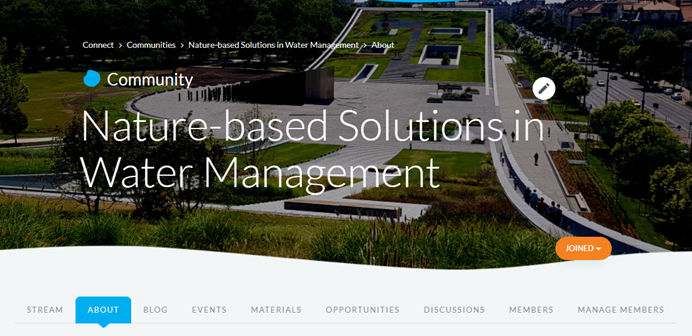 Connect > Communities > Nature-based Solutions in Water Management > About
Community
Nature-based Solutions in
Water Management
JOINED
STREAM ABOUT BLOG EVENTS MATERIALS OPPORTUNITIES DISCUSSIONS MEMBERS MANAGE MEMBERS